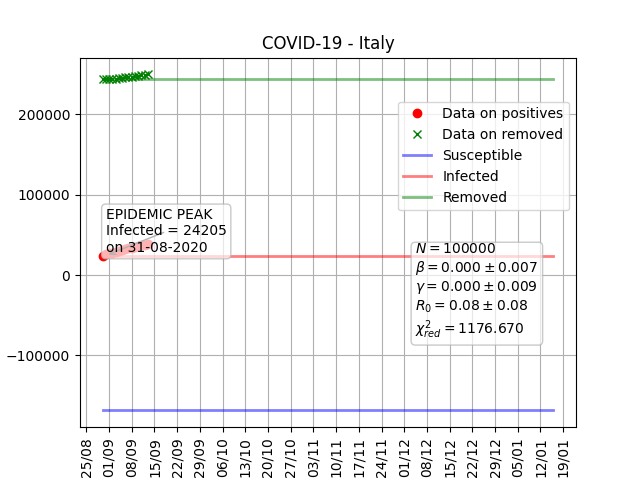 COVID-19 - Italy
200000
100000
0
−100000
Data on positives
Data on removed
Susceptible
Infected
Removed
EPIDEMIC PEAK
Infected = 24205
on 31-08-2020
N = 100000
β = 0.000 ± 0.007
γ = 0.000 ± 0.009
R₀ = 0.08 ± 0.08
χ²red = 1176.670
25/08
01/09
08/09
15/09
22/09
29/09
06/10
13/10
20/10
27/10
03/11
10/11
17/11
24/11
01/12
08/12
15/12
22/12
29/12
05/01
12/01
19/01